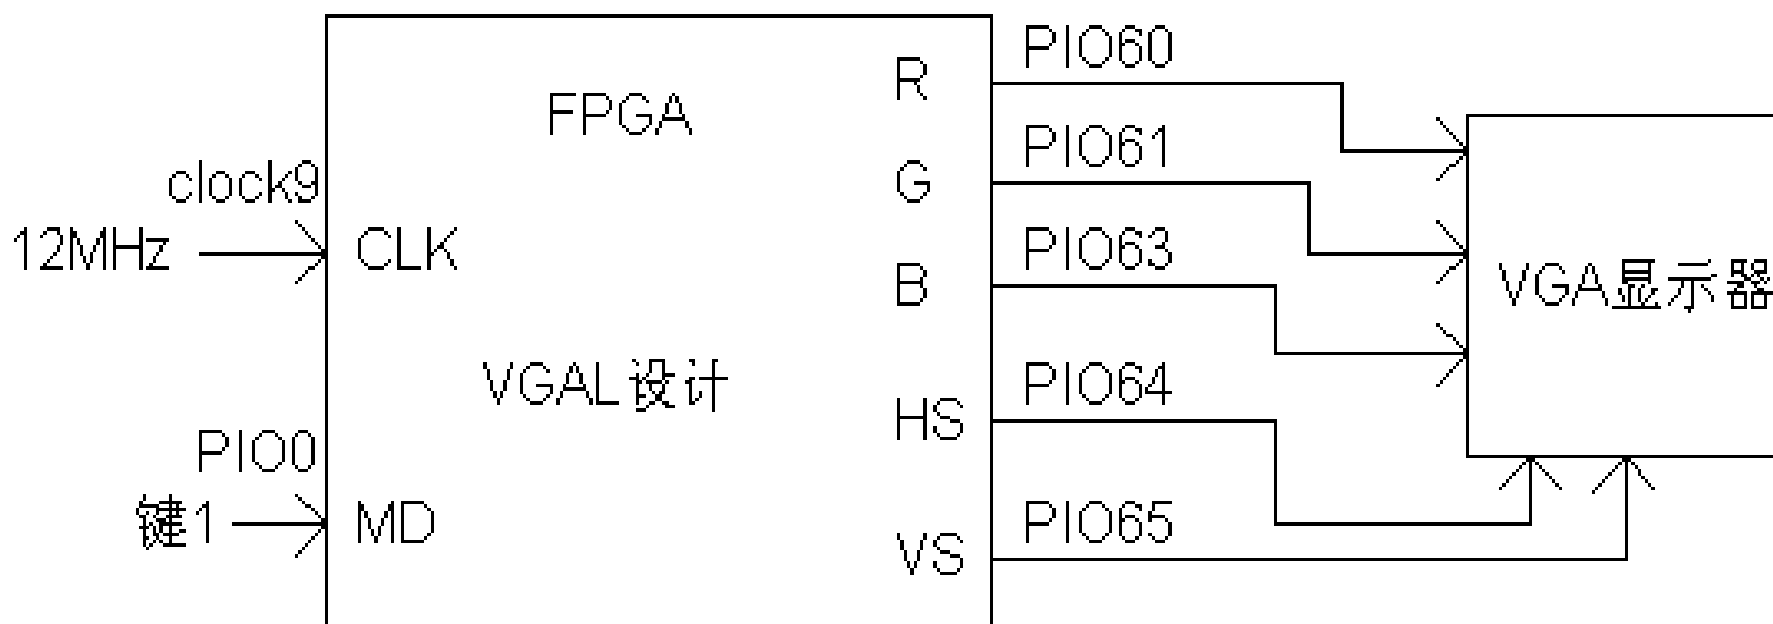 PIO60
R
FPGA
PIO61
clock9
G
12MHz
CLK
PIO63
B
VGA显示器
VGAL设计
PIO64
HS
PIO0
键1
MD
PIO65
VS